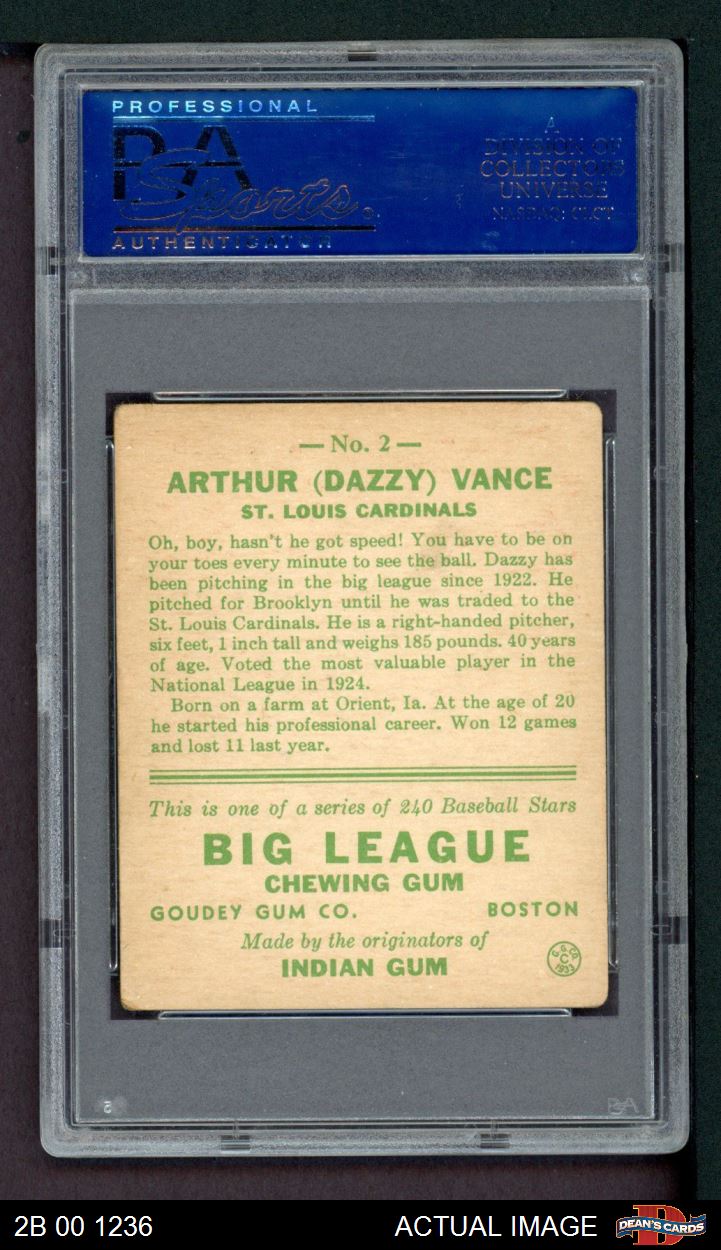 PROFESSIONAL
PSA
Sports
AUTHENTICATOR
A
DIVISION OF
COLLECTORS
UNIVERSE
NASDAQ: CLCT
— No. 2 —
ARTHUR (DAZZY) VANCE
ST. LOUIS CARDINALS
Oh, boy, hasn't he got speed! You have to be on
your toes every minute to see the ball. Dazzy has
been pitching in the big league since 1922. He
pitched for Brooklyn until he was traded to the
St. Louis Cardinals. He is a right-handed pitcher,
six feet, 1 inch tall and weighs 185 pounds. 40 years
of age. Voted the most valuable player in the
National League in 1924.
Born on a farm at Orient, Ia. At the age of 20
he started his professional career. Won 12 games
and lost 11 last year.
This is one of a series of 240 Baseball Stars
BIG LEAGUE
CHEWING GUM
GOUDEY GUM CO. BOSTON
Made by the originators of
INDIAN GUM
G.G.CO.
C
1933
PSA
2B 00 1236 ACTUAL IMAGE
DEAN'S CARDS